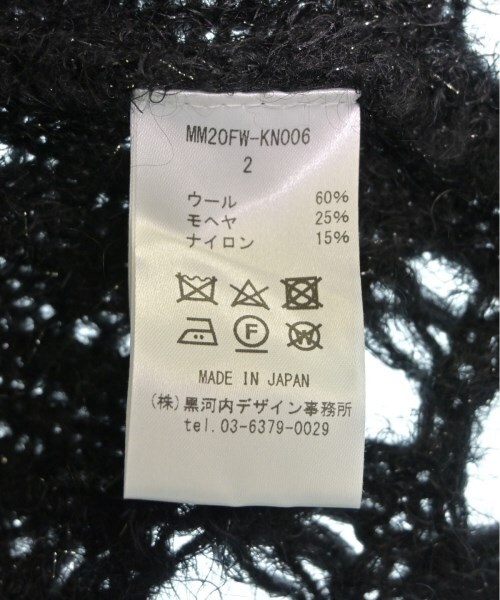 MM20FW-KN006
2
ウール 60%
モヘヤ 25%
ナイロン 15%
F
W
MADE IN JAPAN
(株)黒河内デザイン事務所
tel.03-6379-0029